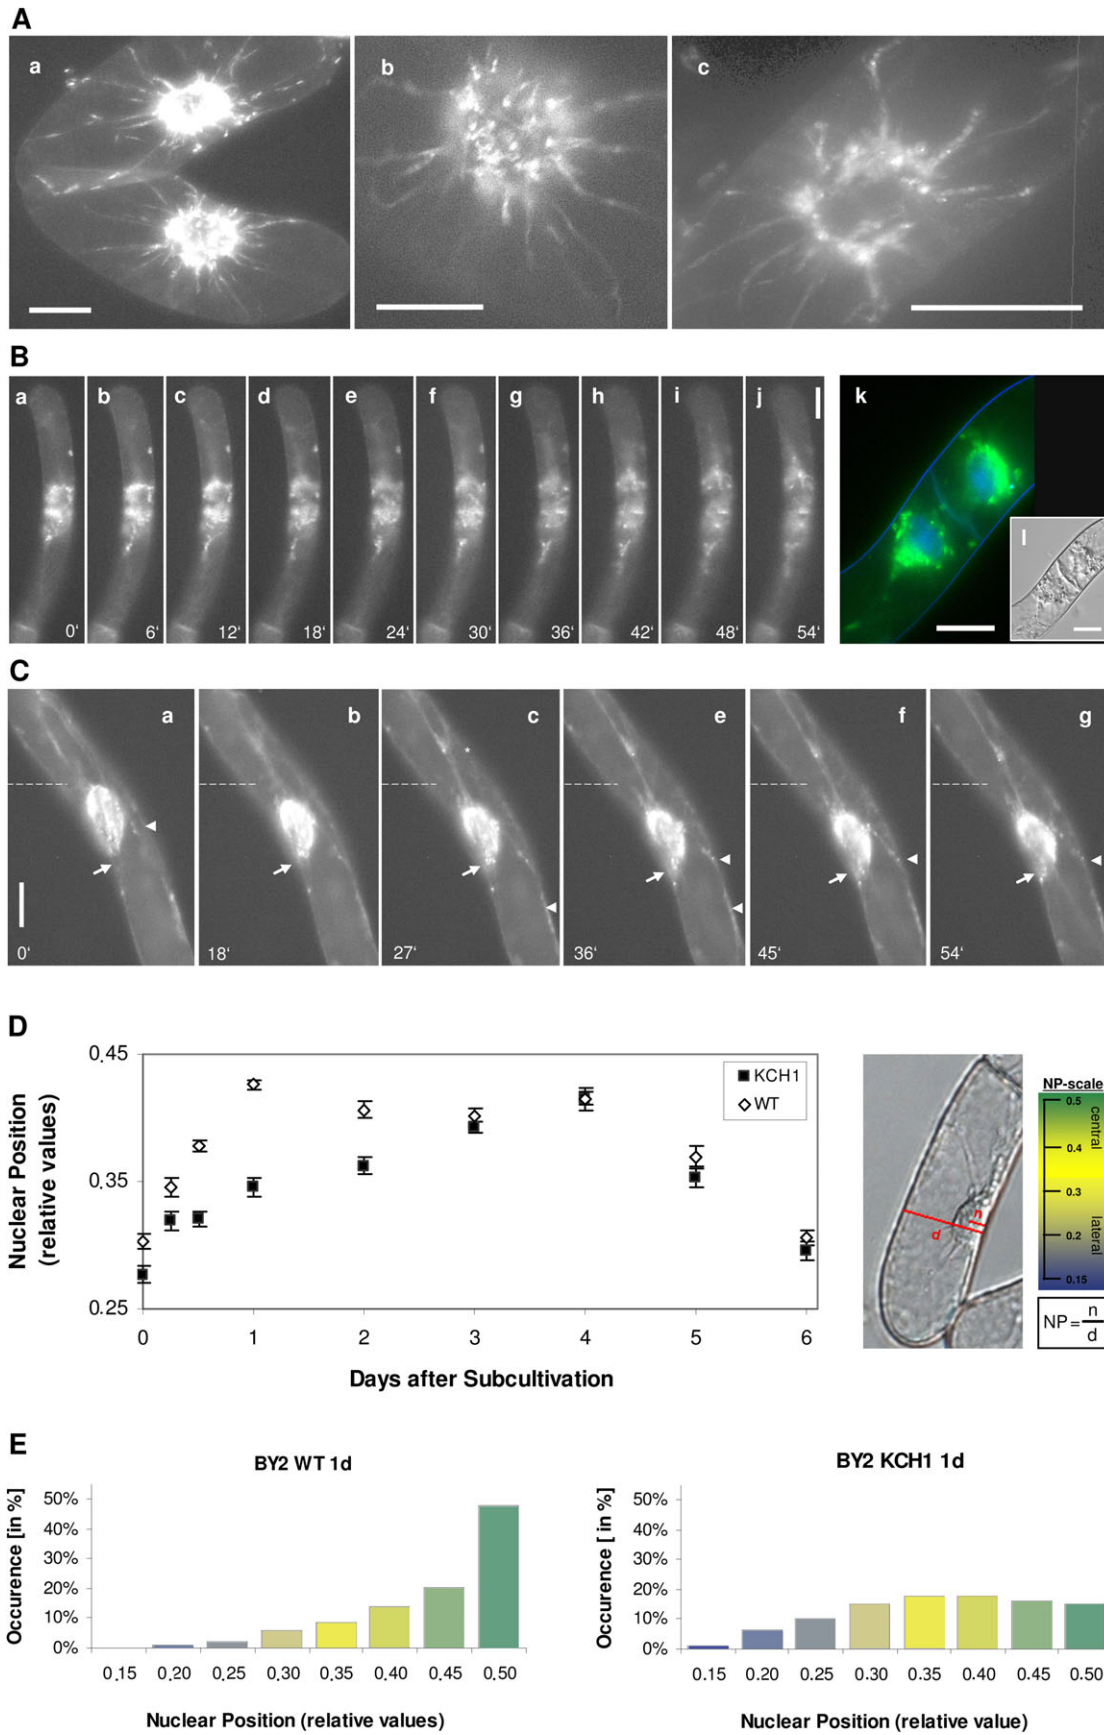 A
a b c
B
a b c d e f g h i j k
0‘ 6‘ 12‘ 18‘ 24‘ 30‘ 36‘ 42‘ 48‘ 54‘
l
C
a b c e f g
*
0‘ 18‘ 27‘ 36‘ 45‘ 54‘
D
0.45
0.35
0.25
Nuclear Position
(relative values)
KCH1
WT
0 1 2 3 4 5 6
Days after Subcultivation
n
d
NP-scale
0.5
0.4
0.3
0.2
0.15
central
lateral
NP = n
d
E
BY2 WT 1d
Occurence [in %]
50%
40%
30%
20%
10%
0%
0.15 0.20 0.25 0.30 0.35 0.40 0.45 0.50
Nuclear Position (relative values)
BY2 KCH1 1d
Occurence [ in %]
50%
40%
30%
20%
10%
0%
0.15 0.20 0.25 0.30 0.35 0.40 0.45 0.50
Nuclear Position (relative value)